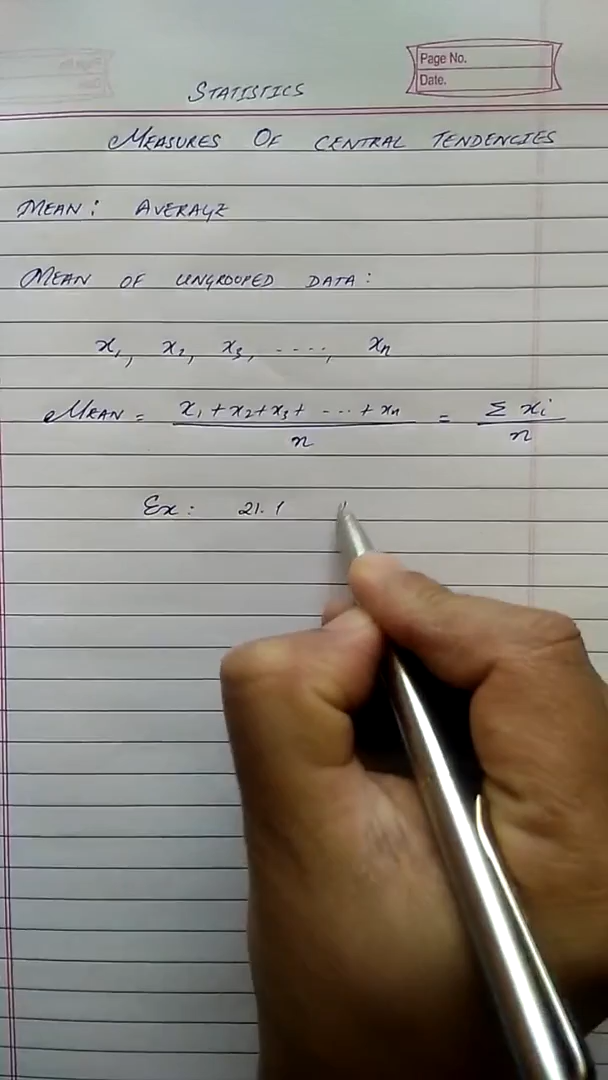 Page No.
Date.
STATISTICS
MEASURES OF CENTRAL TENDENCIES
MEAN: AVERAGE
MEAN OF UNGROUPED DATA:
x₁, x₂, x₃, ----, xₙ
MEAN = x₁+x₂+x₃+ --- + xₙ / n = Σ xᵢ / n
Ex: 21.1